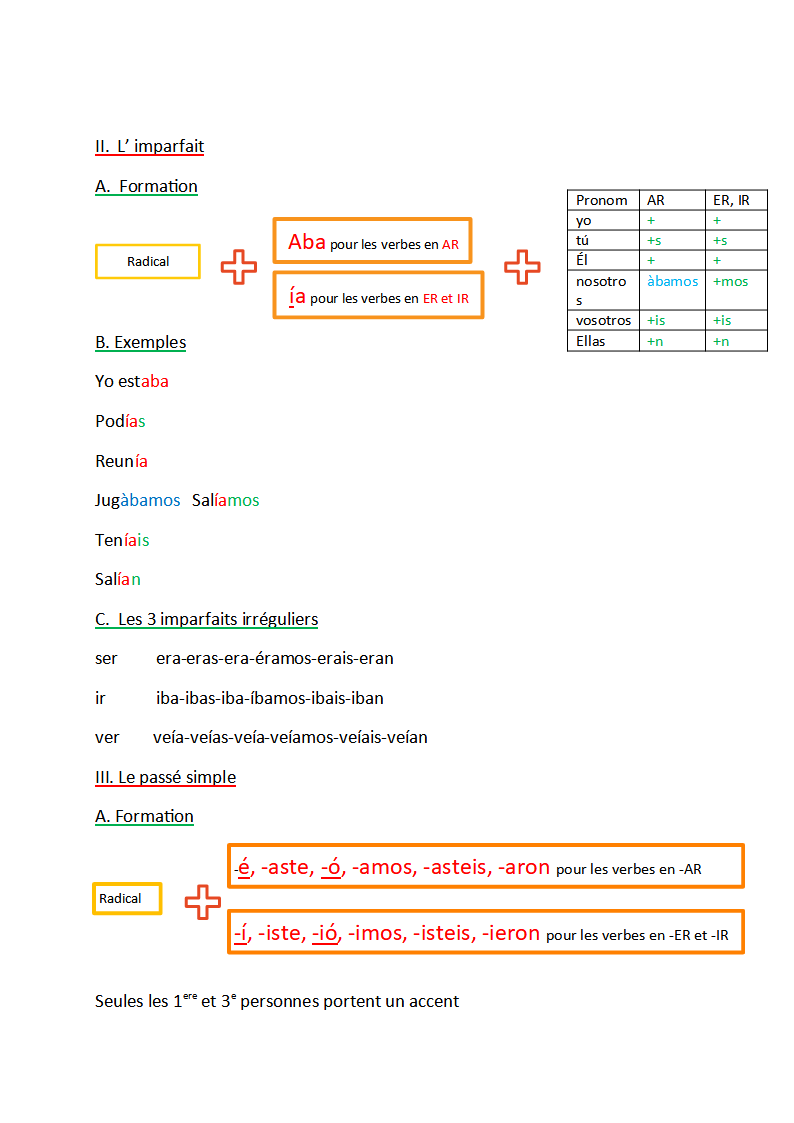 II. L’ imparfait
A. Formation
Radical
Aba pour les verbes en AR
ía pour les verbes en ER et IR
Pronom AR ER, IR
yo + +
tú +s +s
Él + +
nosotro àbamos +mos
s
vosotros +is +is
Ellas +n +n
B. Exemples
Yo estaba
Podías
Reunía
Jugàbamos Salíamos
Teníais
Salían
C. Les 3 imparfaits irréguliers
ser era-eras-era-éramos-erais-eran
ir iba-ibas-iba-íbamos-ibais-iban
ver veía-veías-veía-veíamos-veíais-veían
III. Le passé simple
A. Formation
Radical
-é, -aste, -ó, -amos, -asteis, -aron pour les verbes en -AR
-í, -iste, -ió, -imos, -isteis, -ieron pour les verbes en -ER et -IR
Seules les 1ere et 3e personnes portent un accent